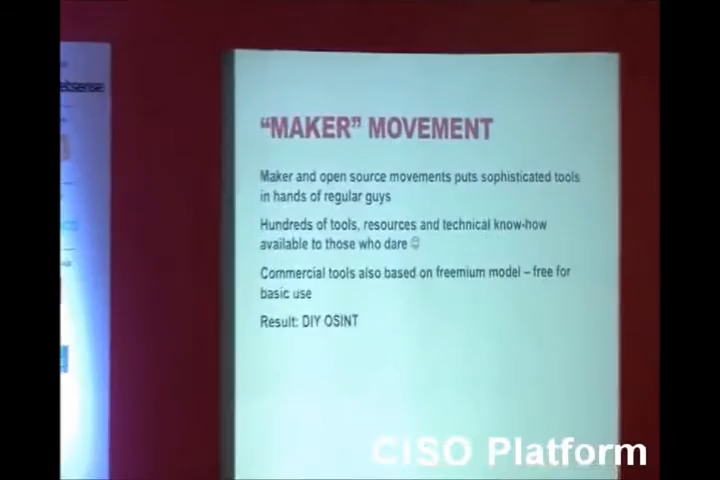 "MAKER" MOVEMENT
Maker and open source movements puts sophisticated tools
in hands of regular guys
Hundreds of tools, resources and technical know-how
available to those who dare ☺
Commercial tools also based on freemium model – free for
basic use
Result: DIY OSINT
CISO Platform